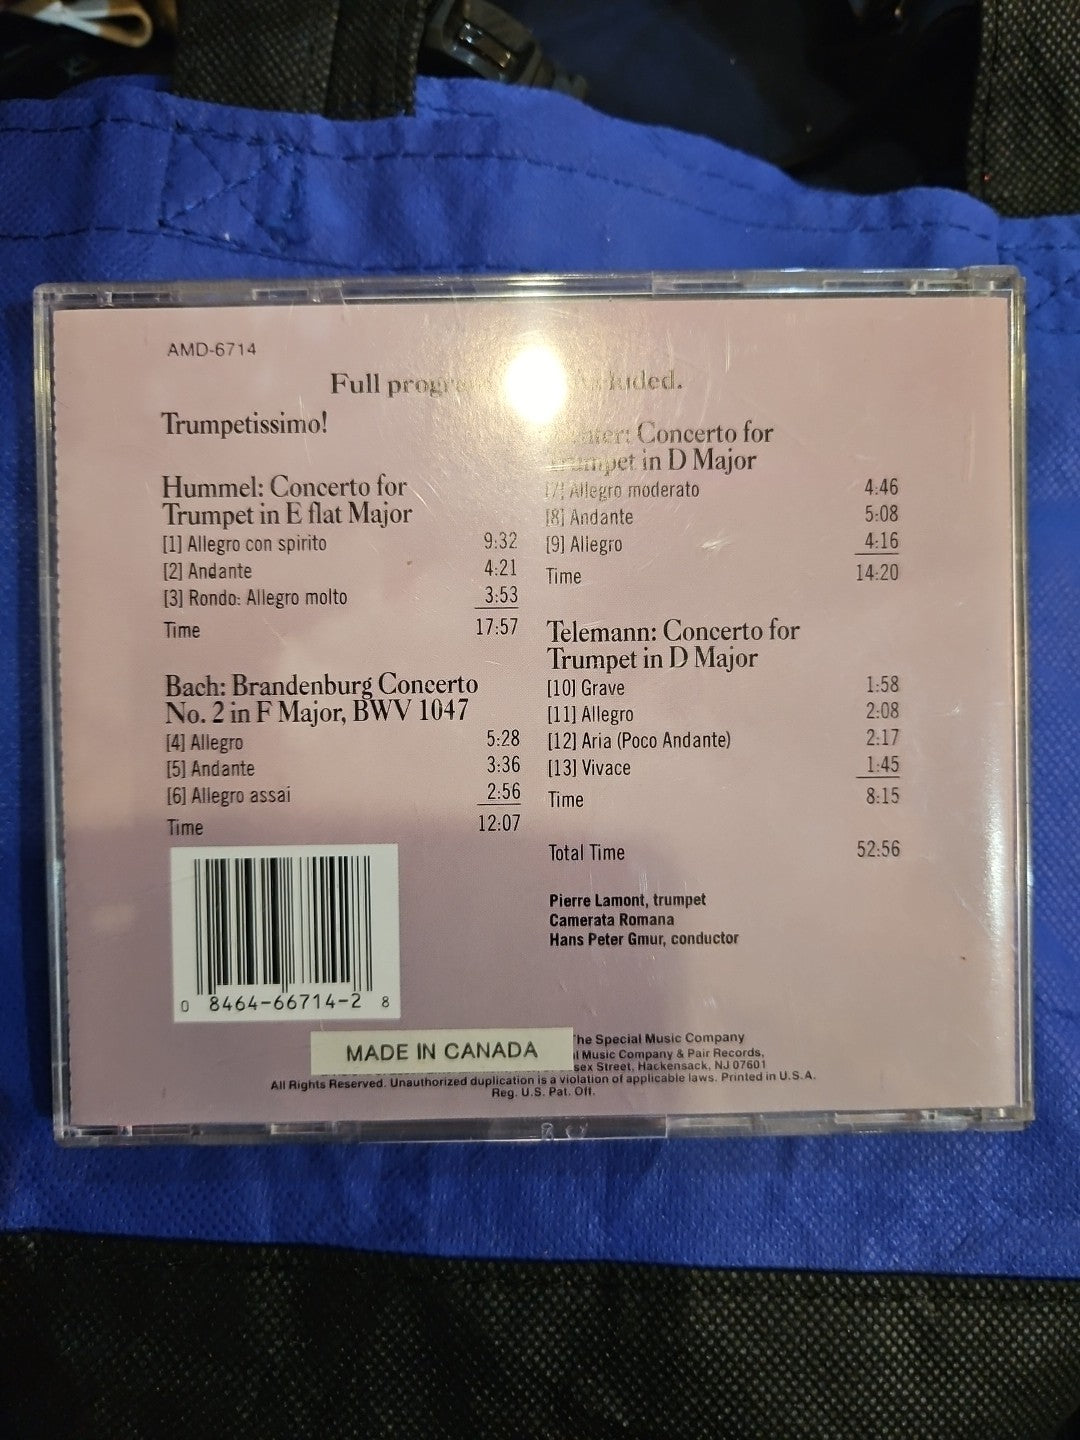 AMD-6714
Full included.
Trumpetissimo!
Hummel: Concerto for
Trumpet in E flat Major
[1] Allegro con spirito 9:32
[2] Andante 4:21
[3] Rondo: Allegro molto 3:53
Time 17:57
Bach: Brandenburg Concerto
No. 2 in F Major, BWV 1047
[4] Allegro 5:28
[5] Andante 3:36
[6] Allegro assai 2:56
Time 12:07
0 8464-66714-2 8
Concerto for
Trumpet in D Major
[7] Allegro moderato 4:46
[8] Andante 5:08
[9] Allegro 4:16
Time 14:20
Telemann: Concerto for
Trumpet in D Major
[10] Grave 1:58
[11] Allegro 2:08
[12] Aria (Poco Andante) 2:17
[13] Vivace 1:45
Time 8:15
Total Time 52:56
Pierre Lamont, trumpet
Camerata Romana
Hans Peter Gmur, conductor
MADE IN CANADA
The Special Music Company
Music Company & Pair Records,
Street, Hackensack, NJ 07601
All Rights Reserved. Unauthorized duplication is a violation of applicable laws. Printed in U.S.A.
Reg. U.S. Pat. Off.